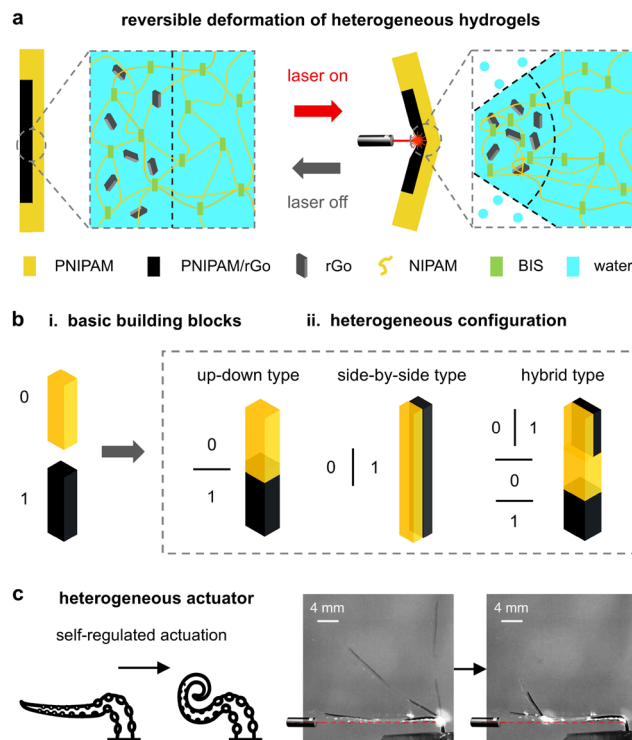 a reversible deformation of heterogeneous hydrogels
laser on
laser off
PNIPAM PNIPAM/rGo rGo NIPAM BIS water
b i. basic building blocks ii. heterogeneous configuration
up-down type side-by-side type hybrid type
0
1
0
1
0 1
0 1
0
1
c heterogeneous actuator
self-regulated actuation
4 mm
4 mm